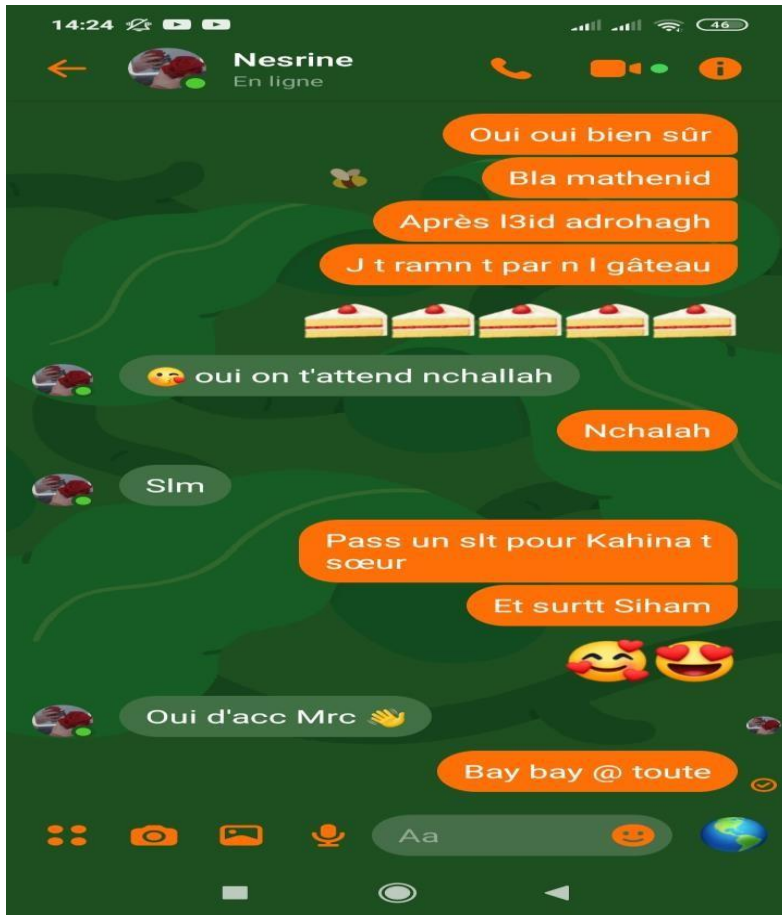 14:24 46
Nesrine
En ligne
Oui oui bien sûr
Bla mathenid
Après l3id adrohagh
J t ramn t par n l gâteau
🍰🍰🍰🍰🍰
😘 oui on t'attend nchallah
Nchalah
Slm
Pass un slt pour Kahina t
sœur
Et surtt Siham
🥰😍
Oui d'acc Mrc 👋
Bay bay @ toute
Aa